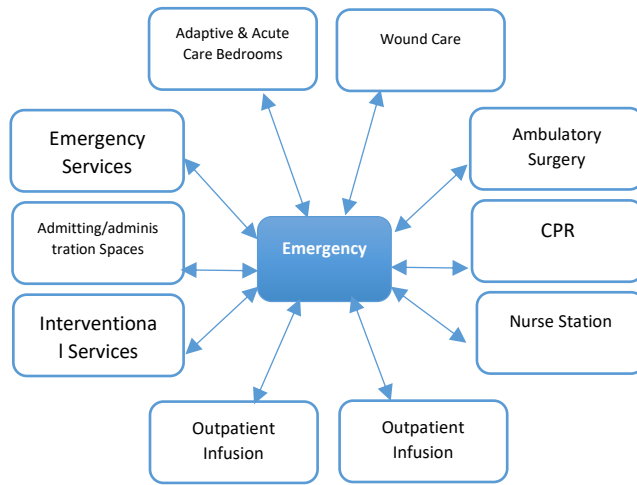 Adaptive & Acute
Care Bedrooms
Wound Care
Emergency
Services
Ambulatory
Surgery
Admitting/adminis
tration Spaces
Emergency
CPR
Interventiona
l Services
Nurse Station
Outpatient
Infusion
Outpatient
Infusion